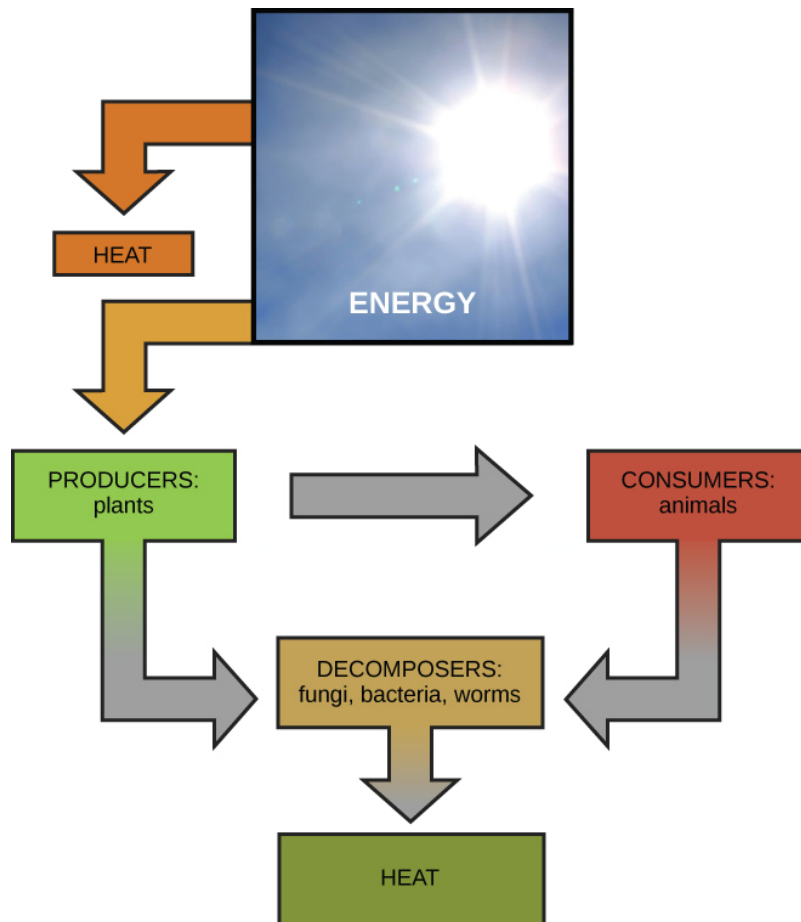 HEAT
ENERGY
PRODUCERS:
plants
CONSUMERS:
animals
DECOMPOSERS:
fungi, bacteria, worms
HEAT